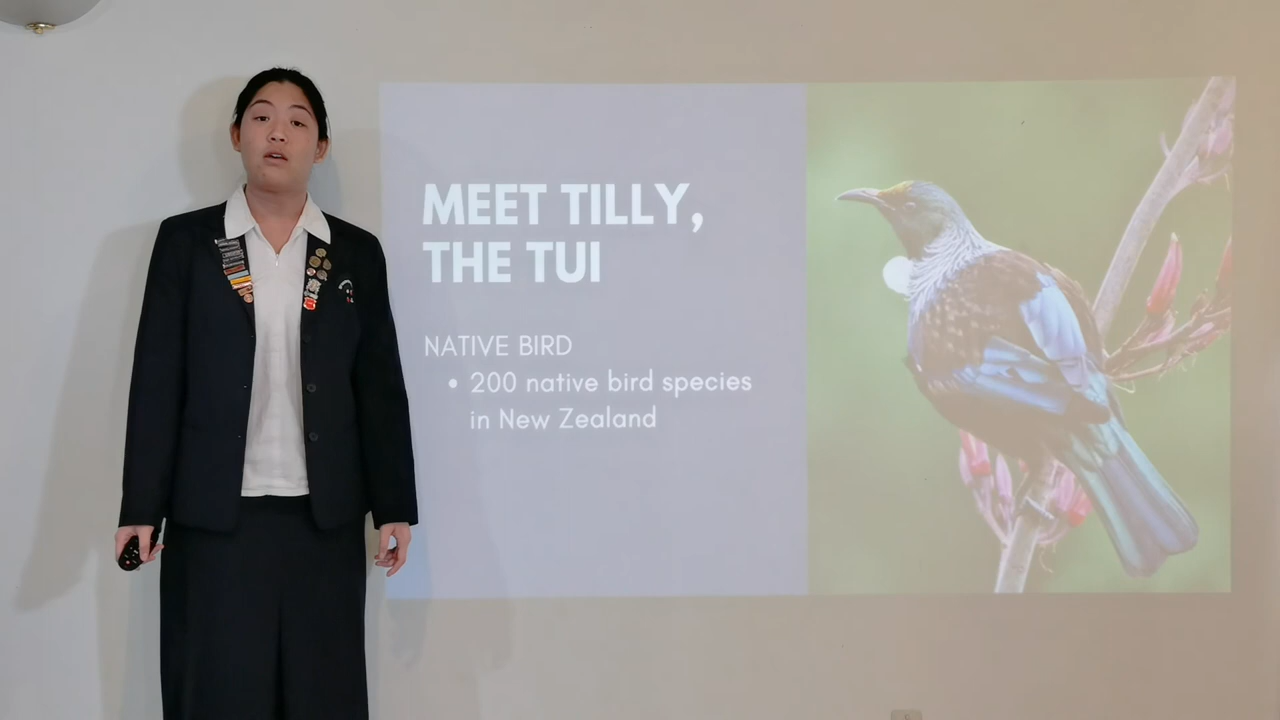 MEET TILLY,
THE TUI
NATIVE BIRD
• 200 native bird species
in New Zealand